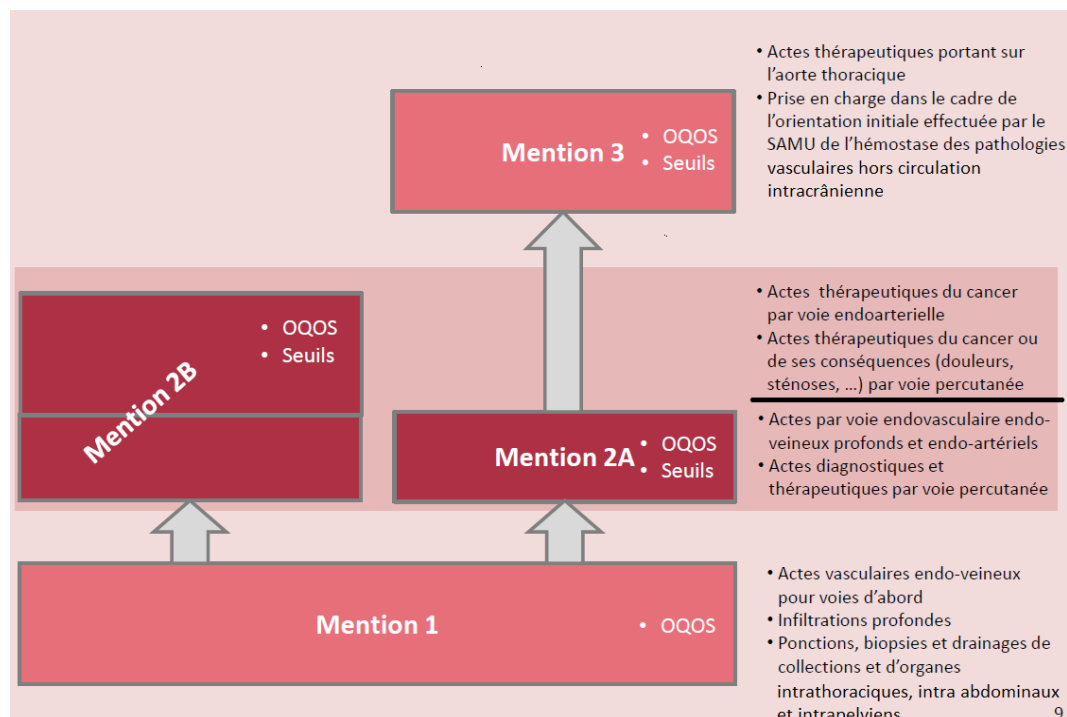 • Actes thérapeutiques portant sur
l’aorte thoracique
• Prise en charge dans le cadre de
l’orientation initiale effectuée par le
SAMU de l’hémostase des pathologies
vasculaires hors circulation
intracrânienne
Mention 3
• OQOS
• Seuils
Mention 2B
• OQOS
• Seuils
• Actes thérapeutiques du cancer
par voie endoarterielle
• Actes thérapeutiques du cancer ou
de ses conséquences (douleurs,
sténoses, ...) par voie percutanée
Mention 2A
• OQOS
• Seuils
• Actes par voie endovasculaire endo-
veineux profonds et endo-artériels
• Actes diagnostiques et
thérapeutiques par voie percutanée
Mention 1
• OQOS
• Actes vasculaires endo-veineux
pour voies d’abord
• Infiltrations profondes
• Ponctions, biopsies et drainages de
collections et d’organes
intrathoraciques, intra abdominaux
et intrapelviens
9